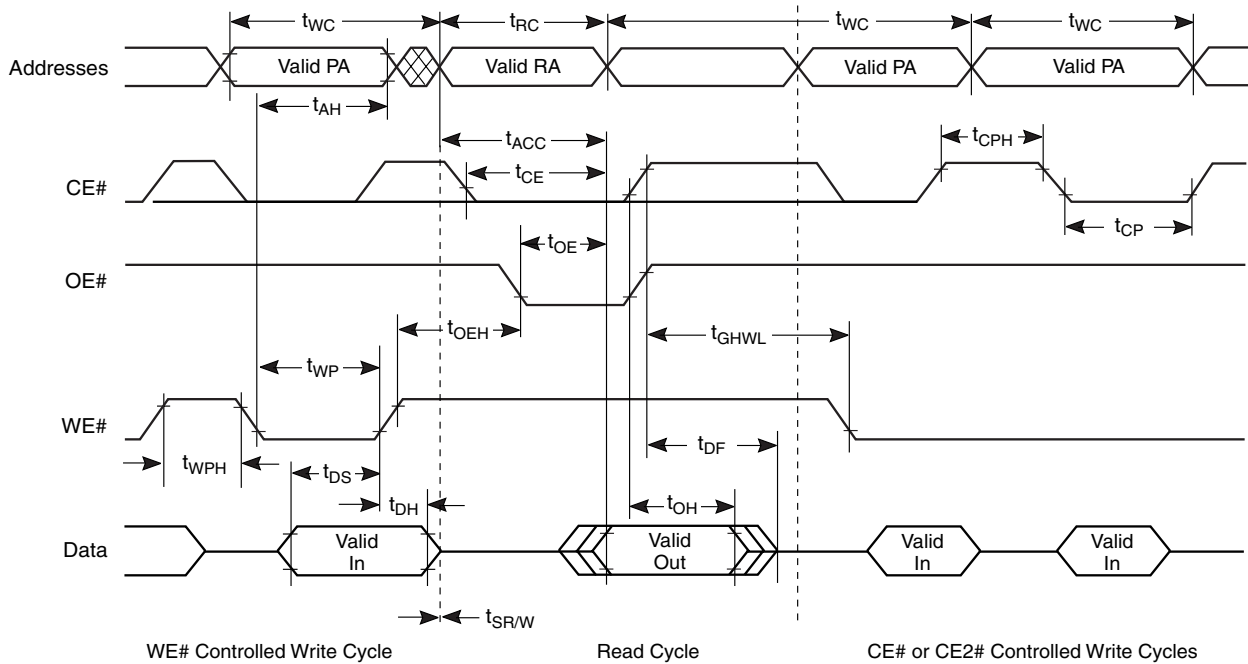 tWC tRC tWC tWC
Addresses Valid PA Valid RA Valid PA Valid PA
tAH
tACC tCPH
CE# tCE
tOE tCP
OE#
tOEH tGHWL
tWP
WE#
tWPH tDS tDF
tDH tOH
Data Valid In Valid Out Valid In Valid In
tSR/W
WE# Controlled Write Cycle Read Cycle CE# or CE2# Controlled Write Cycles